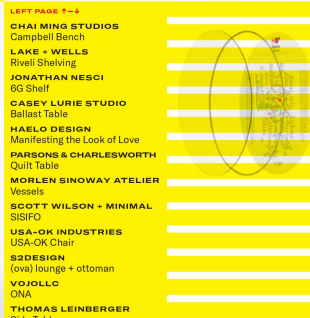 LEFT PAGE ↑–↓
CHAI MING STUDIOS
Campbell Bench
LAKE + WELLS
Riveli Shelving
JONATHAN NESCI
6G Shelf
CASEY LURIE STUDIO
Ballast Table
HAELO DESIGN
Manifesting the Look of Love
PARSONS & CHARLESWORTH
Quilt Table
MORLEN SINOWAY ATELIER
Vessels
SCOTT WILSON + MINIMAL
SISIFO
USA–OK INDUSTRIES
USA-OK Chair
S2DESIGN
(ova) lounge + ottoman
VOJOLLC
ONA
THOMAS LEINBERGER